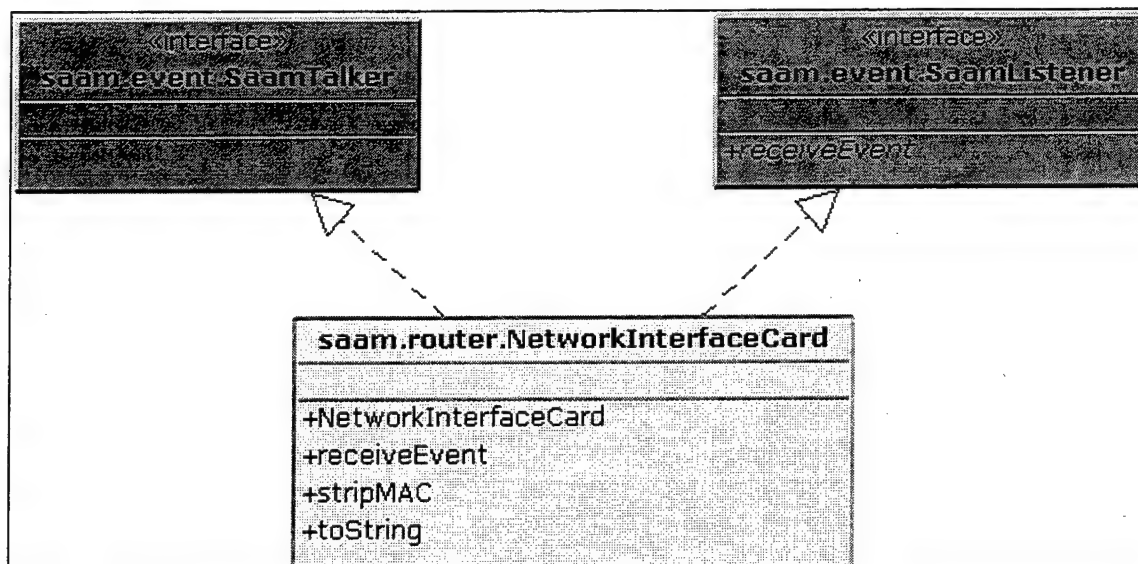 «interface»
saam.event.SaamTalker
«interface»
saam.event.SaamListener
+receiveEvent
saam.router.NetworkInterfaceCard
+NetworkInterfaceCard
+receiveEvent
+stripMAC
+toString